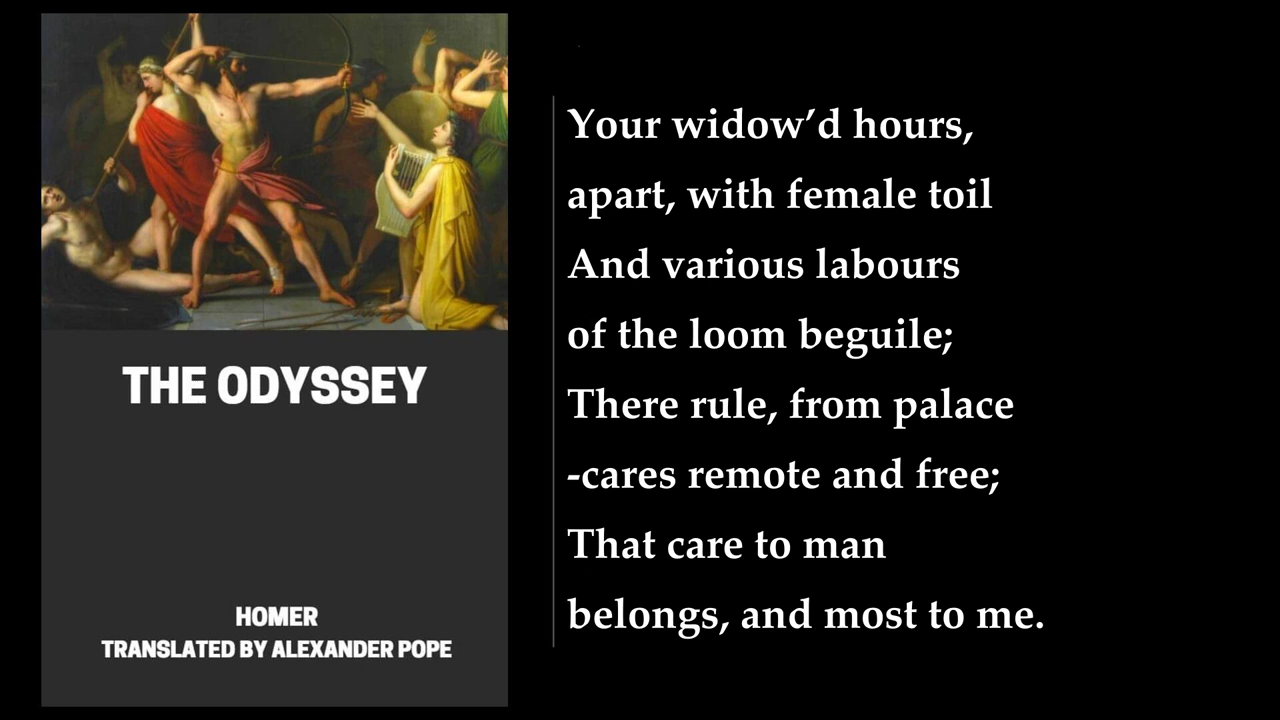 THE ODYSSEY
HOMER
TRANSLATED BY ALEXANDER POPE
Your widow’d hours,
apart, with female toil
And various labours
of the loom beguile;
There rule, from palace
-cares remote and free;
That care to man
belongs, and most to me.